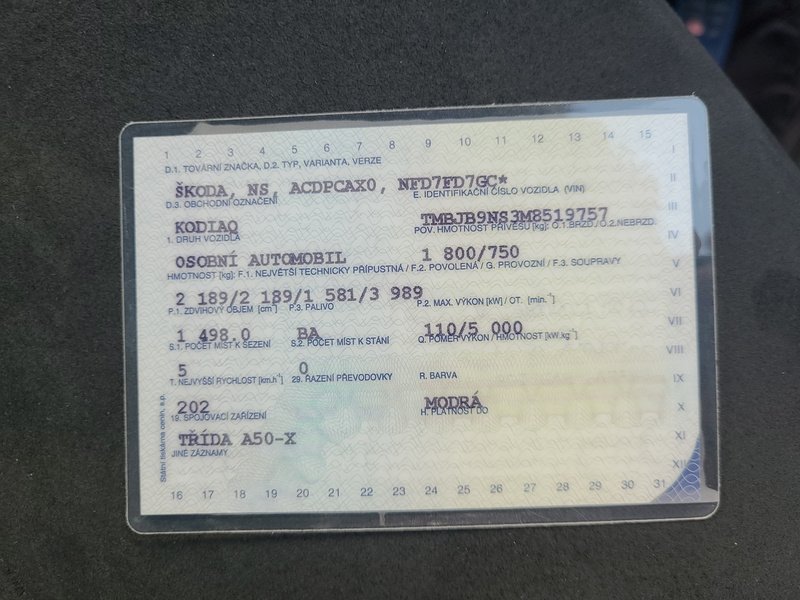 1 2 3 4 5 6 7 8 9 10 11 12 13 14 15
D.1. TOVÁRNÍ ZNAČKA, D.2. TYP, VARIANTA, VERZE
I
ŠKODA, NS, ACDPCAX0, NFD7FD7GC*
II
D.3. OBCHODNÍ OZNAČENÍ
E. IDENTIFIKAČNÍ ČÍSLO VOZIDLA (VIN)
KODIAQ
TMBJB9NS3M8519757
III
1. DRUH VOZIDLA
POV. HMOTNOST PŘÍVĚSU [kg]: O.1.BRZD./O.2.NEBRZD.
IV
OSOBNÍ AUTOMOBIL
1 800/750
HMOTNOST [kg]: F.1. NEJVĚTŠÍ TECHNICKY PŘÍPUSTNÁ / F.2. POVOLENÁ / G. PROVOZNÍ / F.3. SOUPRAVY
V
2 189/2 189/1 581/3 989
VI
P.1. ZDVIHOVÝ OBJEM [cm³]
P.3. PALIVO
P.2. MAX. VÝKON [kW] / OT. [min.⁻¹]
1 498.0
BA
110/5 000
VII
S.1. POČET MÍST K SEZENÍ
S.2. POČET MÍST K STÁNÍ
Q. POMĚR VÝKON / HMOTNOST [kW.kg⁻¹]
5
0
VIII
T. NEJVYŠŠÍ RYCHLOST [km.h⁻¹]
29. ŘAZENÍ PŘEVODOVKY
R. BARVA
IX
202
MODRÁ
X
19. SPOJOVACÍ ZAŘÍZENÍ
H. PLATNOST DO
TŘÍDA A50-X
XI
JINÉ ZÁZNAMY
XII
16 17 18 19 20 21 22 23 24 25 26 27 28 29 30 31
Státní tiskárna cenin, s.p.